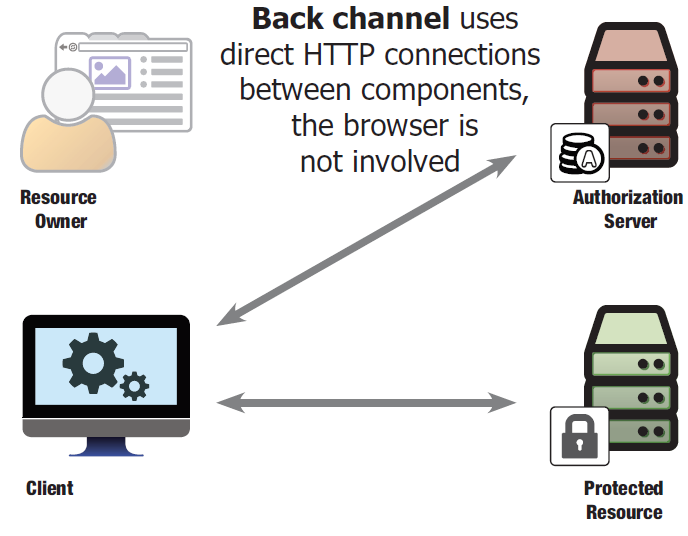 Back channel uses
direct HTTP connections
between components,
the browser is
not involved
Resource
Owner
Authorization
Server
A
Client
Protected
Resource